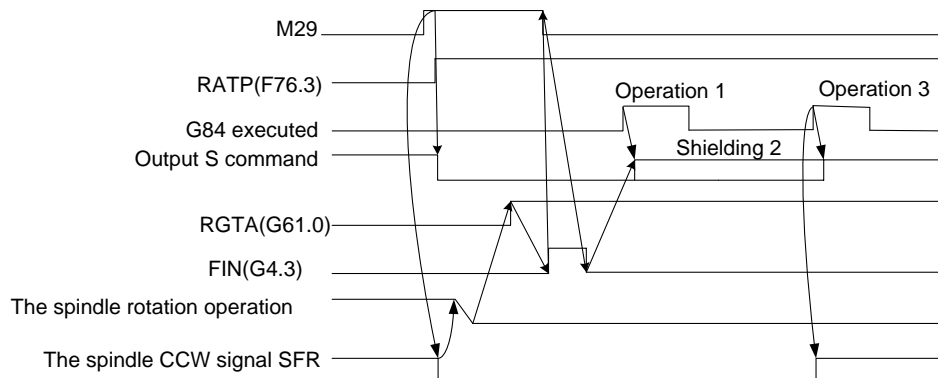 M29
RATP(F76.3)
Operation 1
Operation 3
G84 executed
Output S command
Shielding 2
RGTA(G61.0)
FIN(G4.3)
The spindle rotation operation
The spindle CCW signal SFR